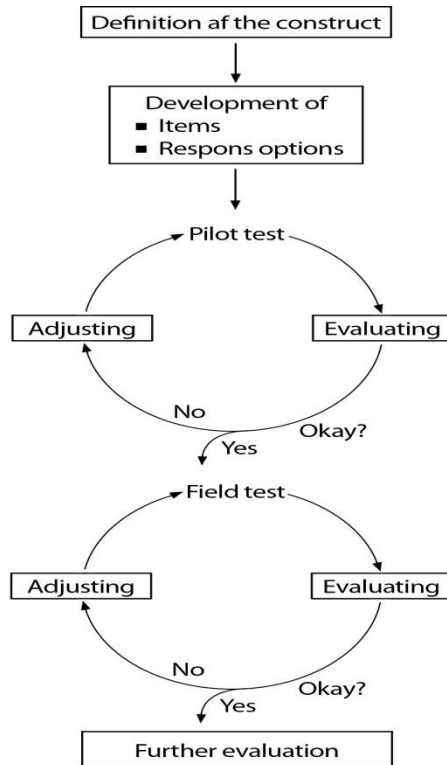 Definition af the construct
Development of
▪ Items
▪ Respons options
Pilot test
Adjusting
Evaluating
No
Okay?
Yes
Field test
Adjusting
Evaluating
No
Okay?
Yes
Further evaluation